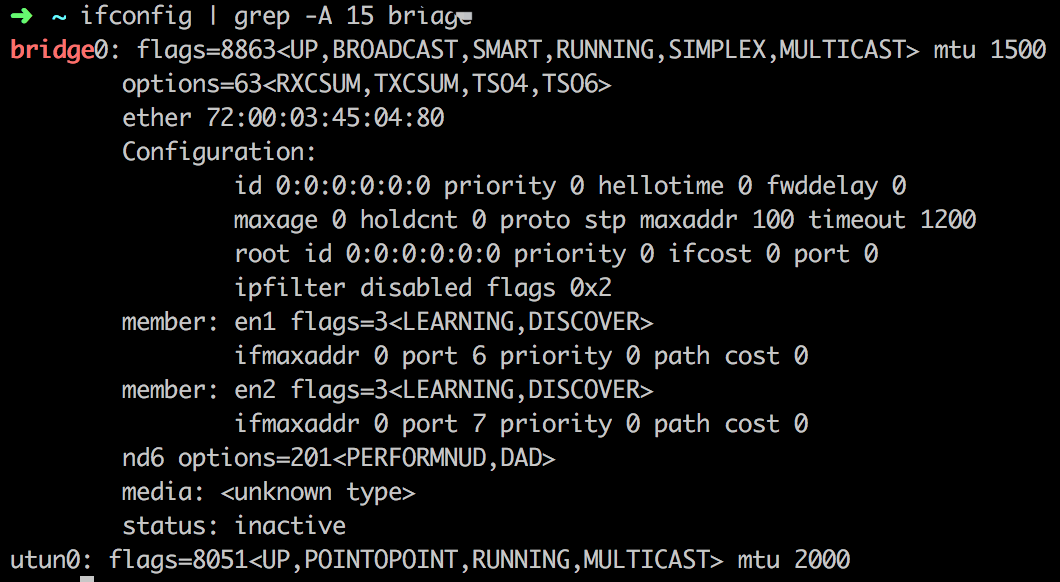 ➜ ~ ifconfig | grep -A 15 bridge
bridge0: flags=8863<UP,BROADCAST,SMART,RUNNING,SIMPLEX,MULTICAST> mtu 1500
options=63<RXCSUM,TXCSUM,TSO4,TSO6>
ether 72:00:03:45:04:80
Configuration:
id 0:0:0:0:0:0 priority 0 hellotime 0 fwddelay 0
maxage 0 holdcnt 0 proto stp maxaddr 100 timeout 1200
root id 0:0:0:0:0:0 priority 0 ifcost 0 port 0
ipfilter disabled flags 0x2
member: en1 flags=3<LEARNING,DISCOVER>
ifmaxaddr 0 port 6 priority 0 path cost 0
member: en2 flags=3<LEARNING,DISCOVER>
ifmaxaddr 0 port 7 priority 0 path cost 0
nd6 options=201<PERFORMNUD,DAD>
media: <unknown type>
status: inactive
utun0: flags=8051<UP,POINTOPOINT,RUNNING,MULTICAST> mtu 2000